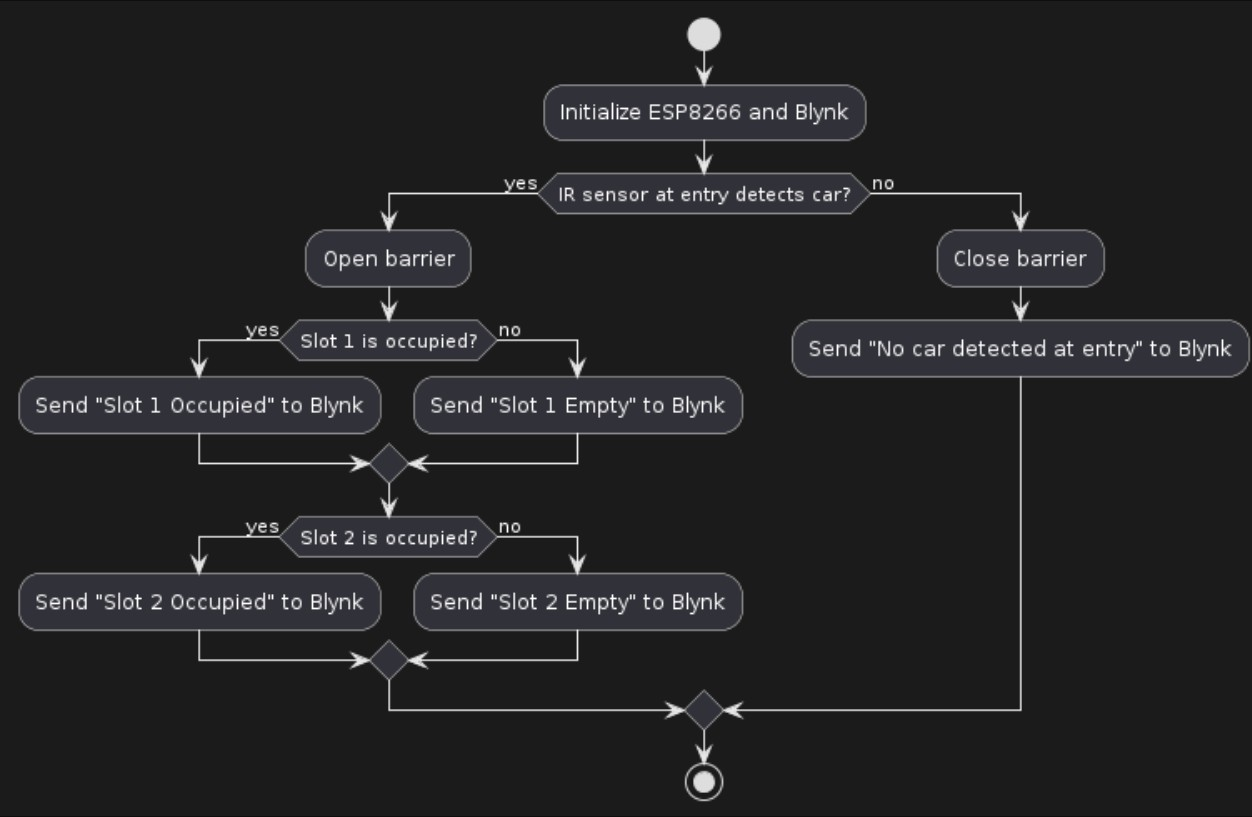 Initialize ESP8266 and Blynk
yes
IR sensor at entry detects car?
no
Open barrier
Close barrier
yes
Slot 1 is occupied?
no
Send "No car detected at entry" to Blynk
Send "Slot 1 Occupied" to Blynk
Send "Slot 1 Empty" to Blynk
yes
Slot 2 is occupied?
no
Send "Slot 2 Occupied" to Blynk
Send "Slot 2 Empty" to Blynk